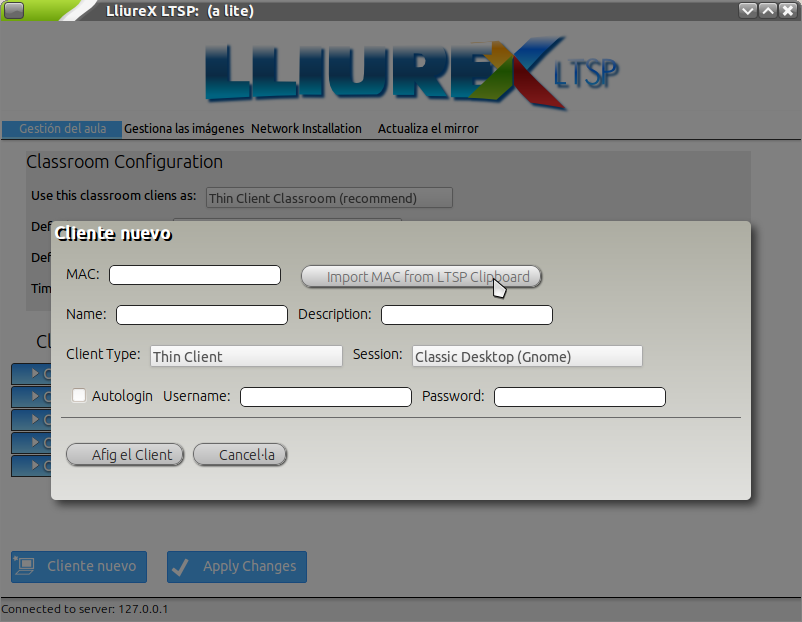 LliureX LTSP: (a lite)
LLIUREX LTSP
Gestión del aula Gestiona las imágenes Network Installation Actualiza el mirror
Classroom Configuration
Use this classroom cliens as: Thin Client Classroom (recommend)
Def
Def
Tim
Cliente nuevo
MAC: Import MAC from LTSP Clipboard
Name: Description:
Client Type: Thin Client Session: Classic Desktop (Gnome)
Autologin Username: Password:
Afig el Client Cancel·la
Cliente nuevo Apply Changes
Connected to server: 127.0.0.1